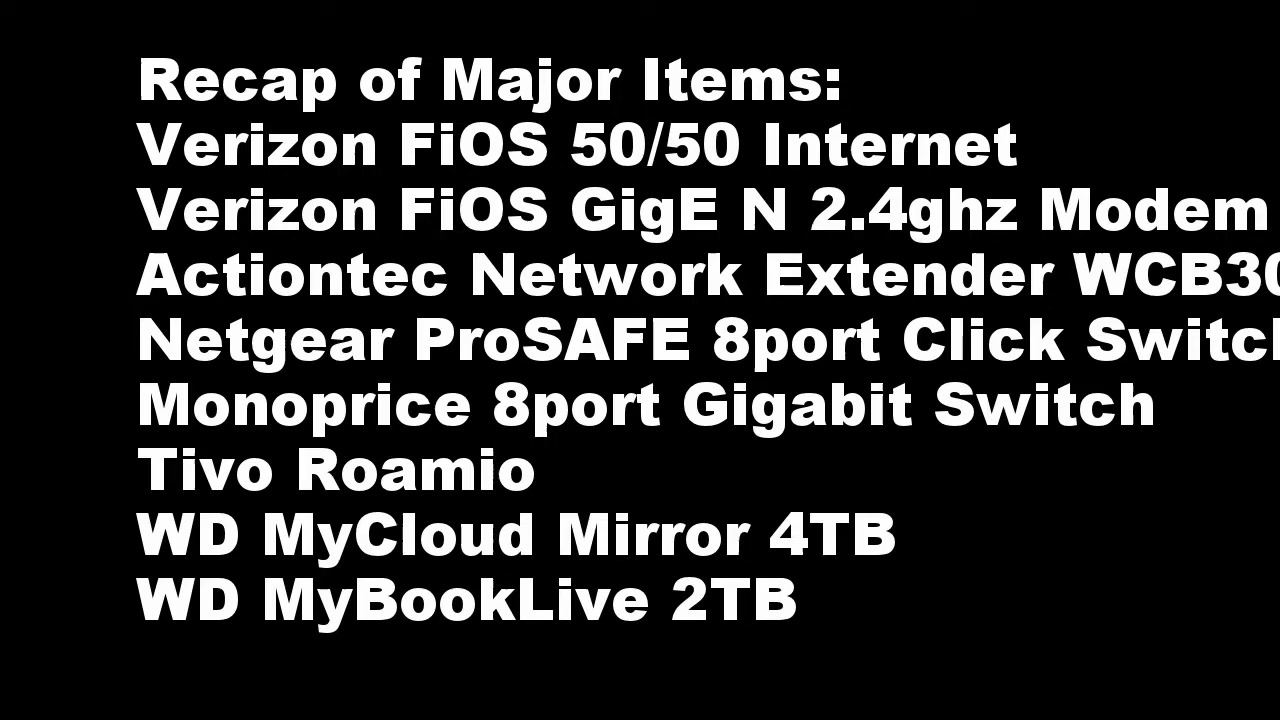 Recap of Major Items:
Verizon FiOS 50/50 Internet
Verizon FiOS GigE N 2.4ghz Modem
Actiontec Network Extender
Netgear ProSAFE 8port Click
Monoprice 8port Gigabit Switch
Tivo Roamio
WD MyCloud Mirror 4TB
WD MyBookLive 2TB